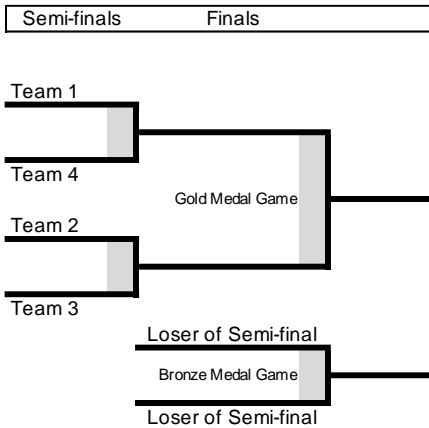 Semi-finals Finals
Team 1
Team 4
Gold Medal Game
Team 2
Team 3
Loser of Semi-final
Bronze Medal Game
Loser of Semi-final